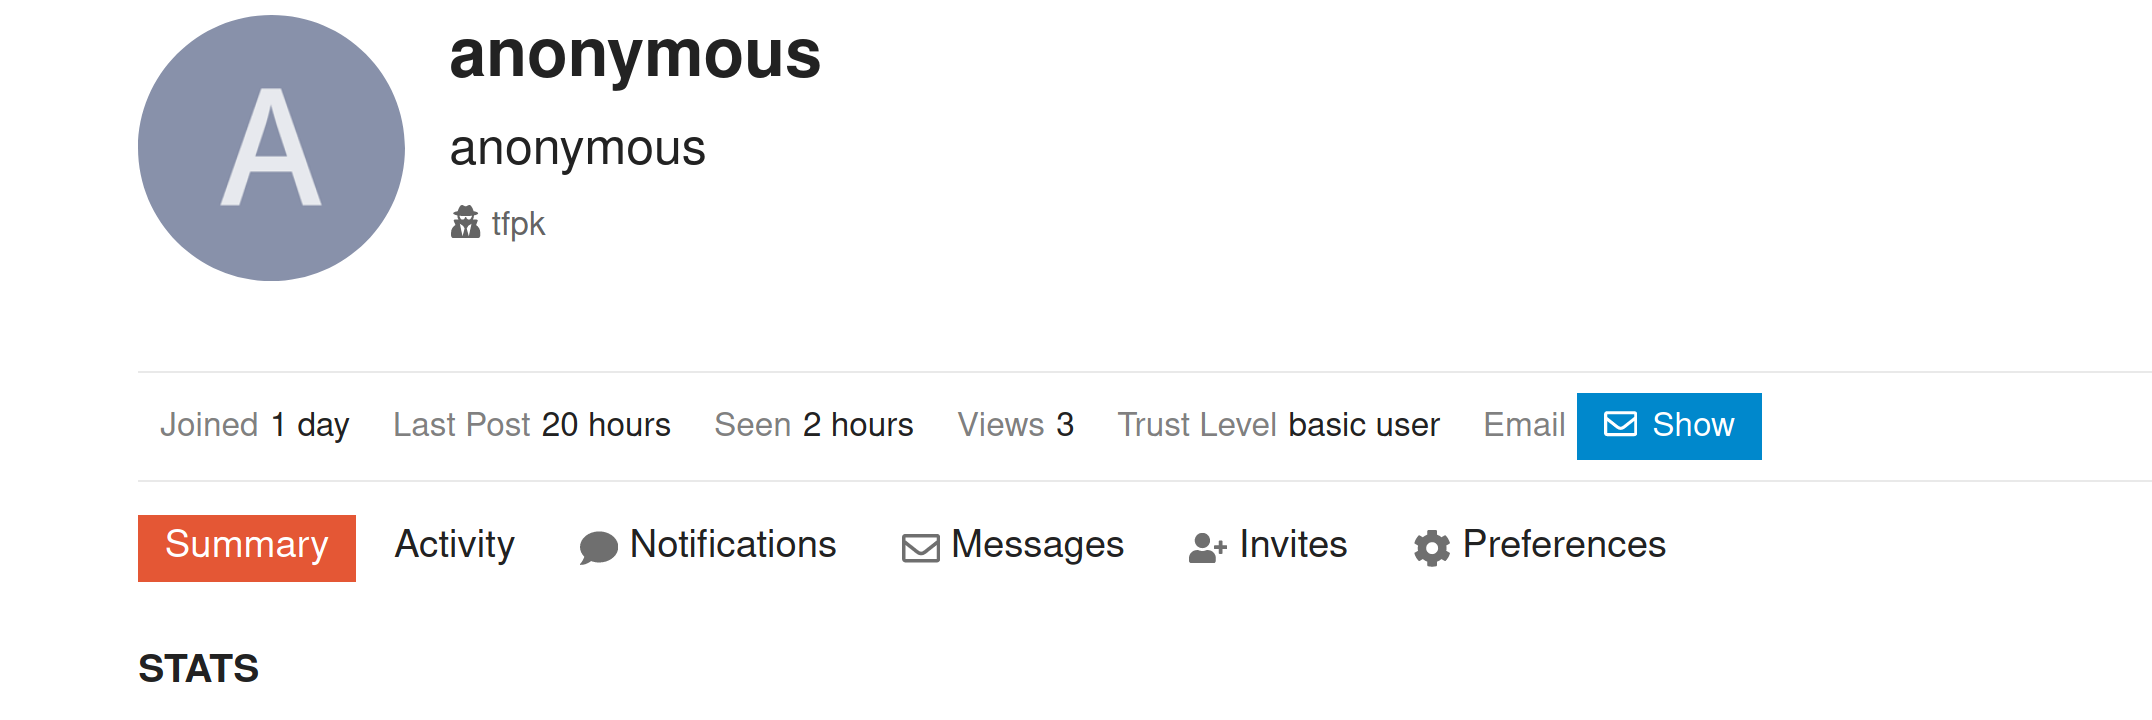 A
anonymous
anonymous
tfpk
Joined 1 day Last Post 20 hours Seen 2 hours Views 3 Trust Level basic user Email Show
Summary Activity Notifications Messages Invites Preferences
STATS